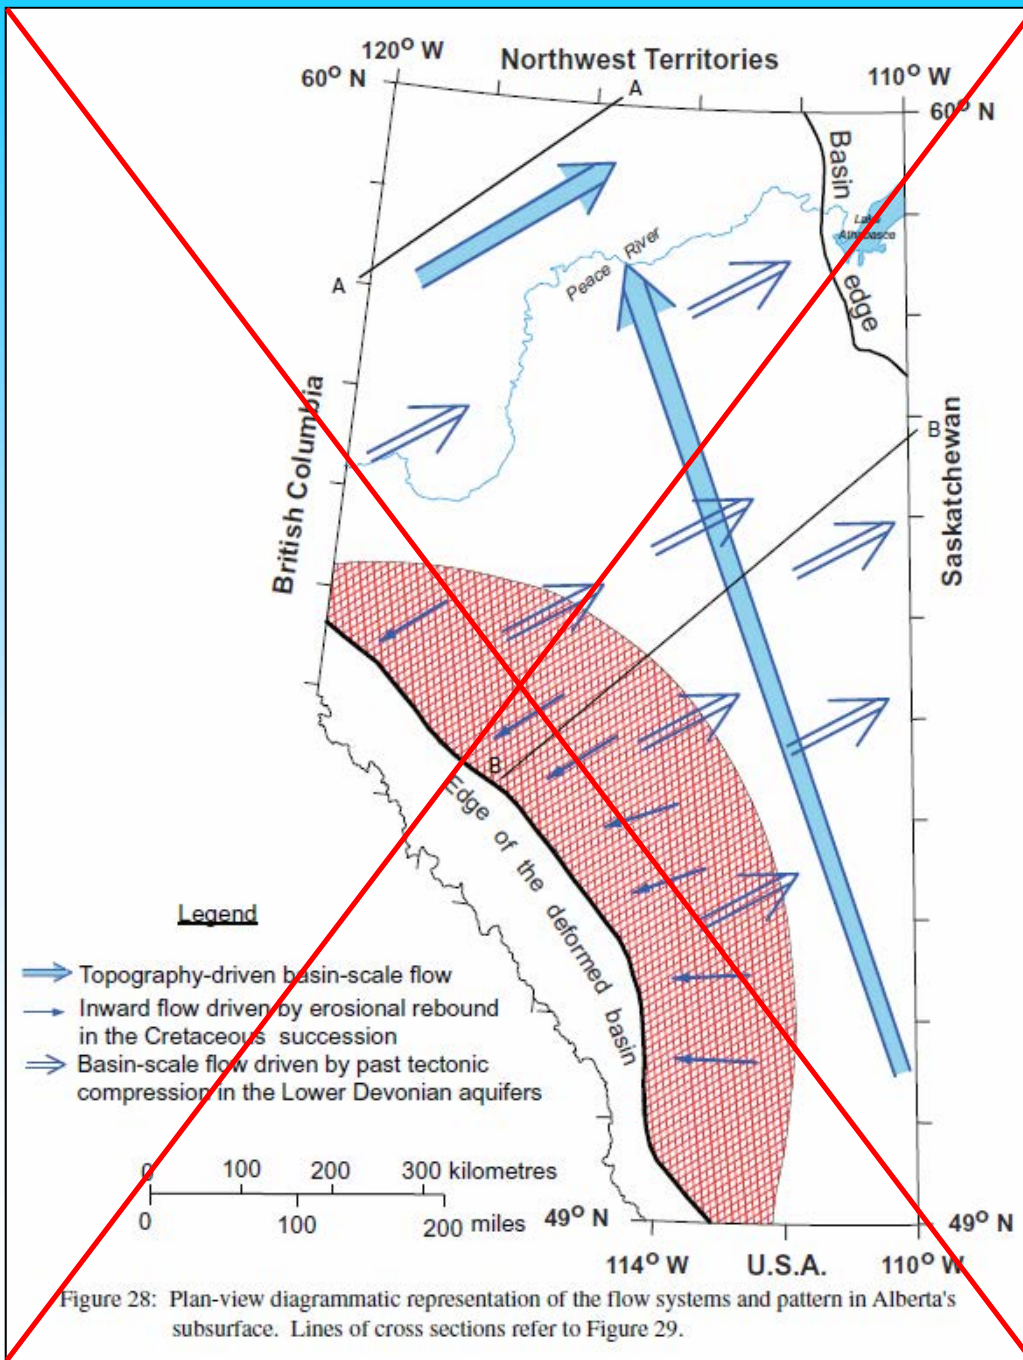 120° W
Northwest Territories
110° W
60° N
A
60° N
Basin
edge
Lake
Athabasca
Peace River
A
British Columbia
Saskatchewan
B
B
Edge of the deformed basin
Legend
Topography-driven basin-scale flow
Inward flow driven by erosional rebound
in the Cretaceous succession
Basin-scale flow driven by past tectonic
compression in the Lower Devonian aquifers
0 100 200 300 kilometres
0 100 200 miles
49° N
49° N
114° W
U.S.A.
110° W
Figure 28: Plan-view diagrammatic representation of the flow systems and pattern in Alberta's
subsurface. Lines of cross sections refer to Figure 29.